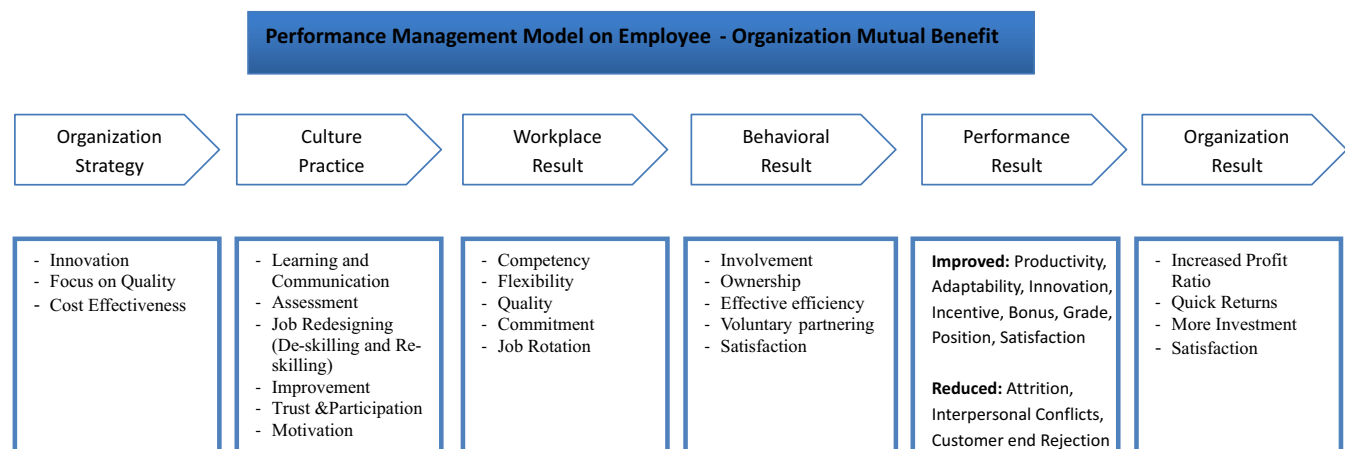 Performance Management Model on Employee - Organization Mutual Benefit
Organization
Strategy
Culture
Practice
Workplace
Result
Behavioral
Result
Performance
Result
Organization
Result
- Innovation
- Focus on Quality
- Cost Effectiveness
- Learning and
Communication
- Assessment
- Job Redesigning
(De-skilling and Re-
skilling)
- Improvement
- Trust &Participation
- Motivation
- Competency
- Flexibility
- Quality
- Commitment
- Job Rotation
- Involvement
- Ownership
- Effective efficiency
- Voluntary partnering
- Satisfaction
Improved: Productivity,
Adaptability, Innovation,
Incentive, Bonus, Grade,
Position, Satisfaction
Reduced: Attrition,
Interpersonal Conflicts,
Customer end Rejection
- Increased Profit
Ratio
- Quick Returns
- More Investment
- Satisfaction